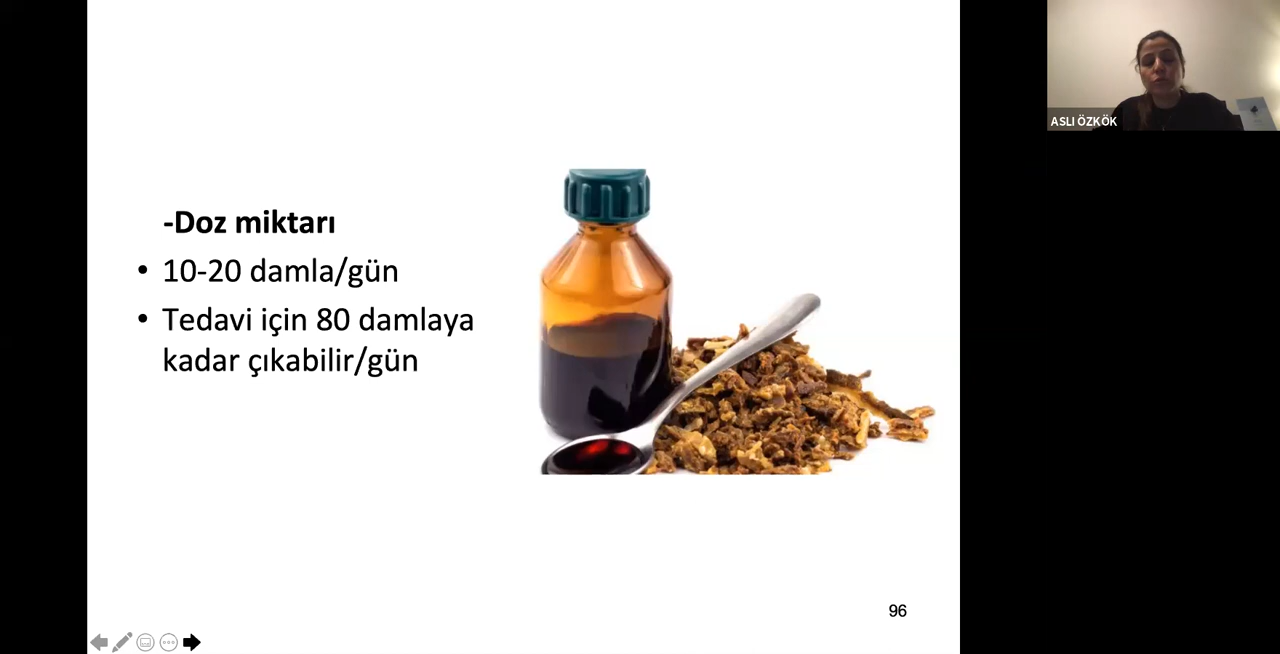 -Doz miktarı
• 10-20 damla/gün
• Tedavi için 80 damlaya
kadar çıkabilir/gün
96
ASLI ÖZKÖK